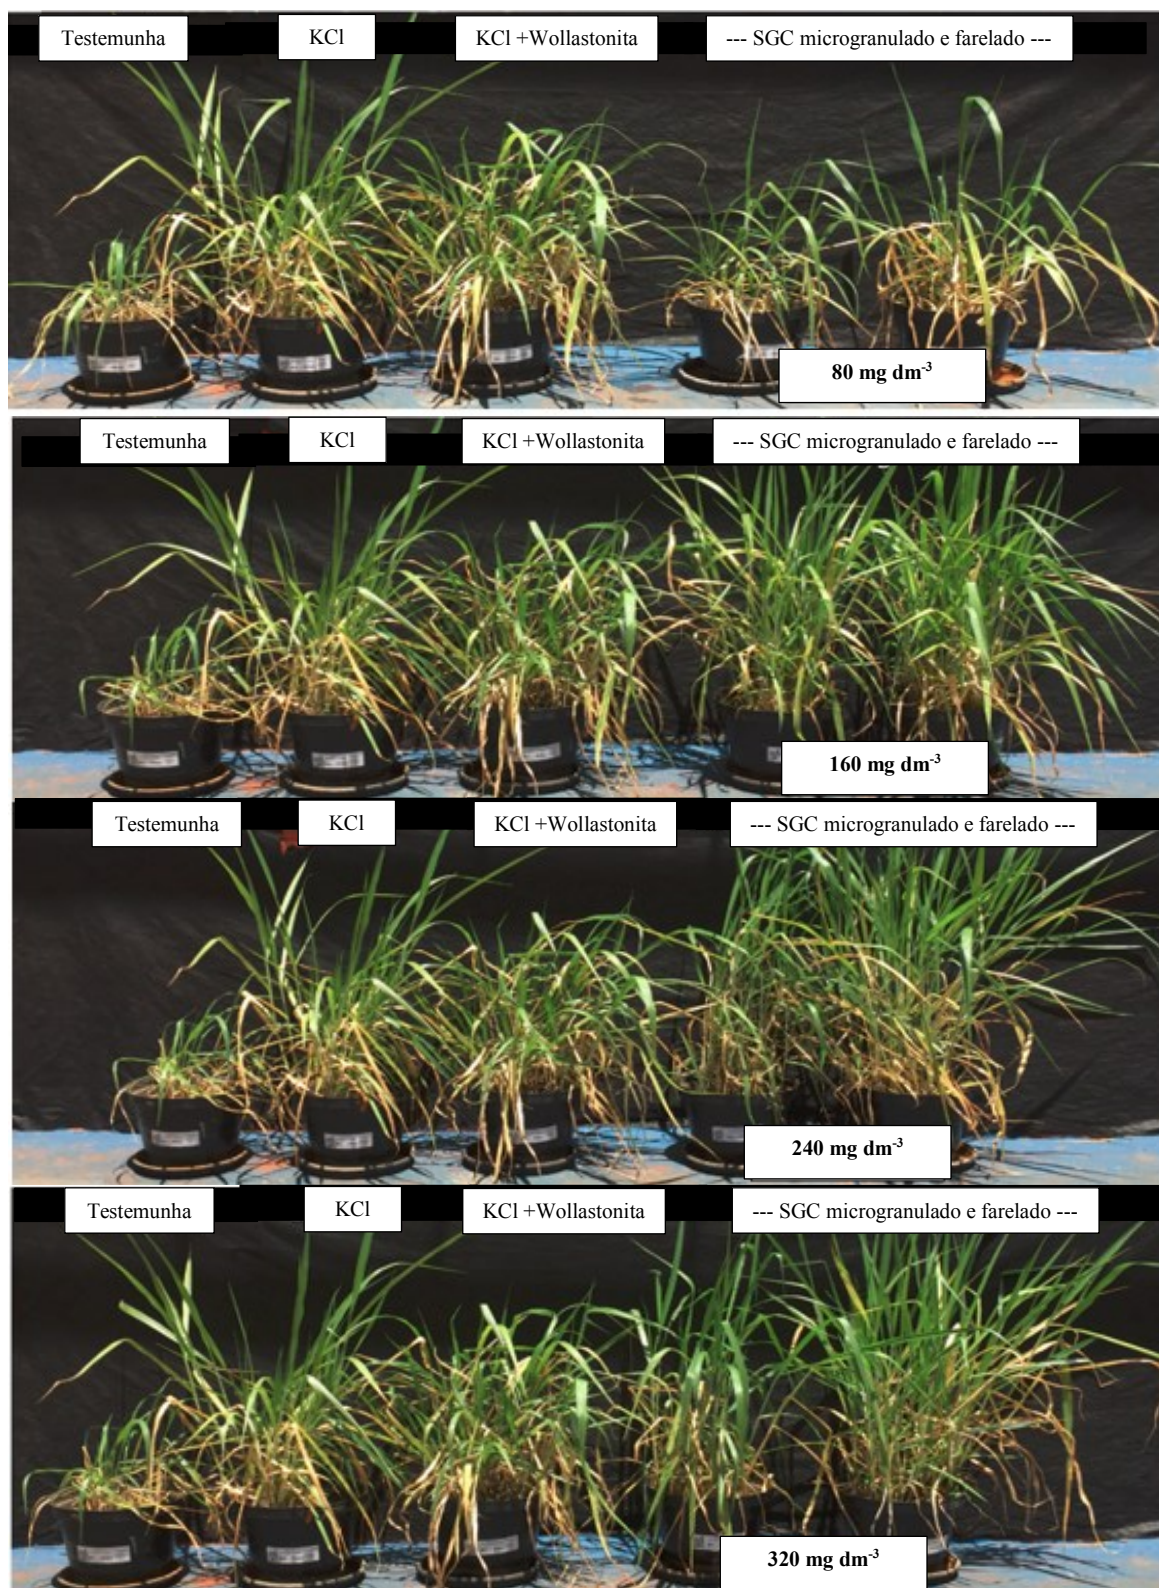 Testemunha
KCl
KCl +Wollastonita
--- SGC microgranulado e farelado ---
80 mg dm-3
Testemunha
KCl
KCl +Wollastonita
--- SGC microgranulado e farelado ---
160 mg dm-3
Testemunha
KCl
KCl +Wollastonita
--- SGC microgranulado e farelado ---
240 mg dm-3
Testemunha
KCl
KCl +Wollastonita
--- SGC microgranulado e farelado ---
320 mg dm-3